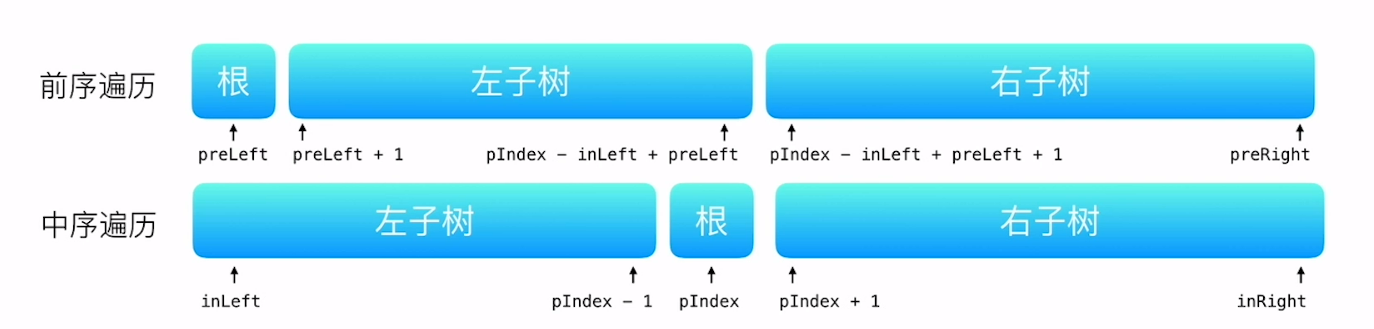 前序遍历 根 左子树 右子树
preLeft preLeft + 1 pIndex - inLeft + preLeft pIndex - inLeft + preLeft + 1 preRight
中序遍历 左子树 根 右子树
inLeft pIndex - 1 pIndex pIndex + 1 inRight